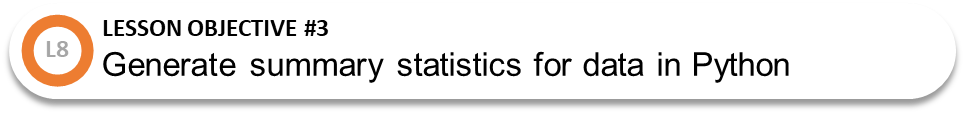 L8
LESSON OBJECTIVE #3
Generate summary statistics for data in Python